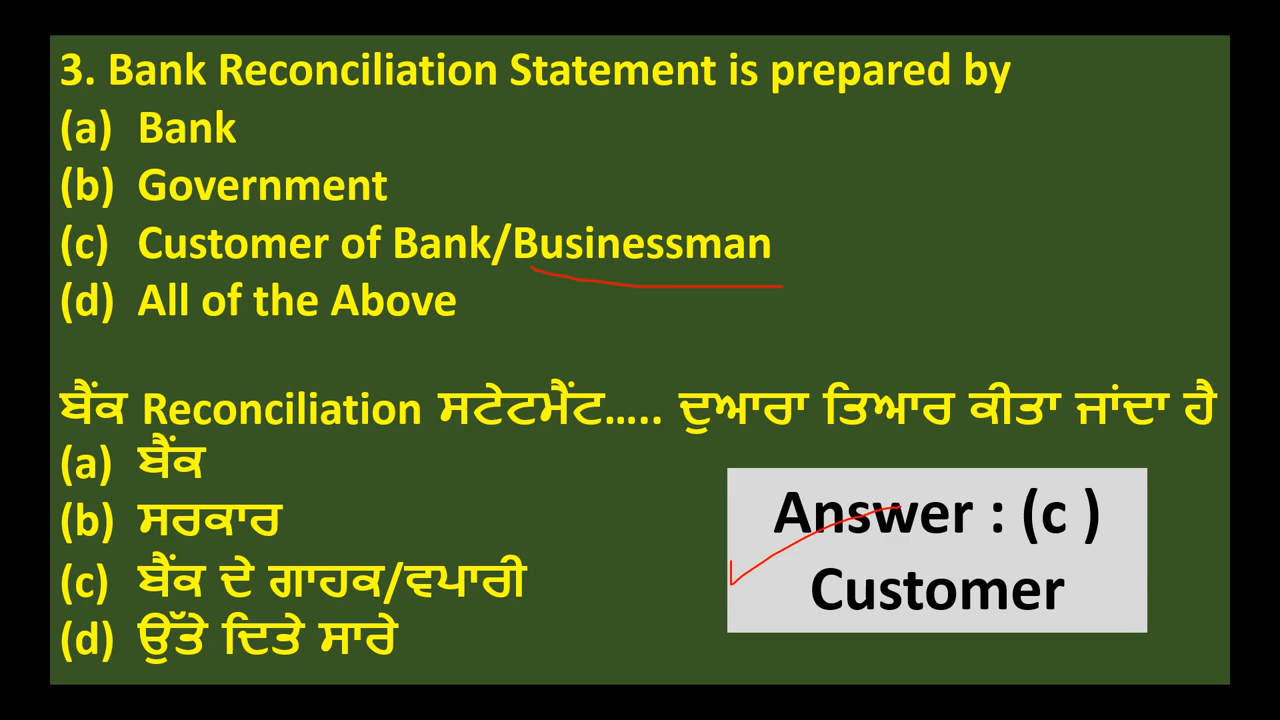 3. Bank Reconciliation Statement is prepared by
(a) Bank
(b) Government
(c) Customer of Bank/Businessman
(d) All of the Above
ਬੈਂਕ Reconciliation ਸਟੇਟਮੈਂਟ….. ਦੁਆਰਾ ਤਿਆਰ ਕੀਤਾ ਜਾਂਦਾ ਹੈ
(a) ਬੈਂਕ
(b) ਸਰਕਾਰ
(c) ਬੈਂਕ ਦੇ ਗਾਹਕ/ਵਪਾਰੀ
(d) ਉੱਤੇ ਦਿਤੇ ਸਾਰੇ
Answer : (c )
Customer